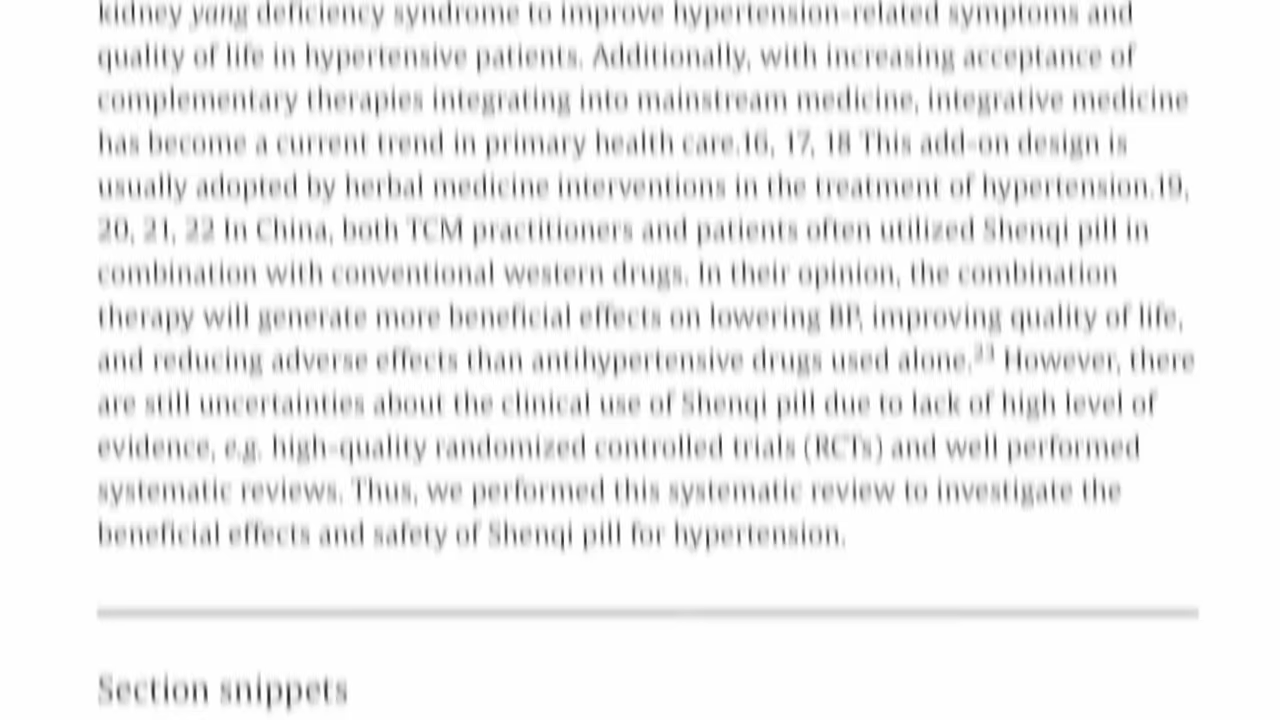 kidney yang deficiency syndrome to improve hypertension-related symptoms and
quality of life in hypertensive patients. Additionally, with increasing acceptance of
complementary therapies integrating into mainstream medicine, integrative medicine
has become a current trend in primary health care.16, 17, 18 This add-on design is
usually adopted by herbal medicine interventions in the treatment of hypertension.19,
20, 21, 22 In China, both TCM practitioners and patients often utilized Shenqi pill in
combination with conventional western drugs. In their opinion, the combination
therapy will generate more beneficial effects on lowering BP, improving quality of life,
and reducing adverse effects than antihypertensive drugs used alone.23 However, there
are still uncertainties about the clinical use of Shenqi pill due to lack of high level of
evidence, e.g. high-quality randomized controlled trials (RCTs) and well performed
systematic reviews. Thus, we performed this systematic review to investigate the
beneficial effects and safety of Shenqi pill for hypertension.
Section snippets